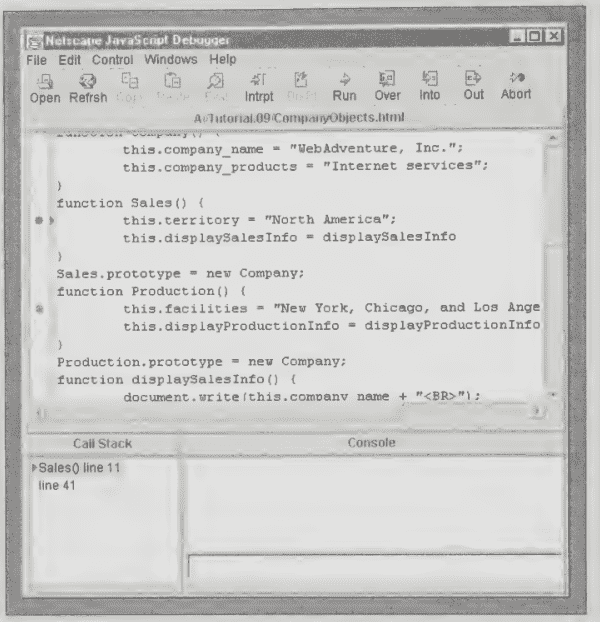 Netscape JavaScript Debugger
File Edit Control Windows Help
Open Refrsh Copy Intrpt Run Over Into Out Abort
A:/Tutorial.09/CompanyObjects.html
function Company() {
this.company_name = "WebAdventure, Inc.";
this.company_products = "Internet services";
}
function Sales() {
this.territory = "North America";
this.displaySalesInfo = displaySalesInfo
}
Sales.prototype = new Company;
function Production() {
this.facilities = "New York, Chicago, and Los Ange
this.displayProductionInfo = displayProductionInfo
}
Production.prototype = new Company;
function displaySalesInfo() {
document.write(this.company_name + "<BR>");
Call Stack
Console
Sales() line 11
line 41